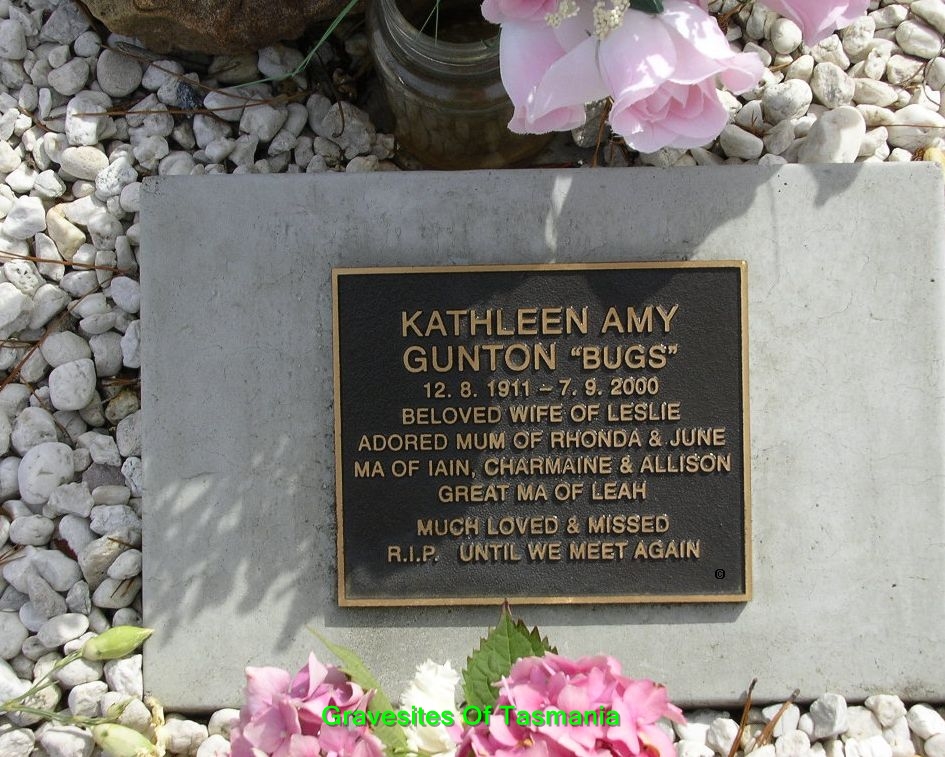 KATHLEEN AMY
GUNTON "BUGS"
12. 8. 1911 – 7. 9. 2000
BELOVED WIFE OF LESLIE
ADORED MUM OF RHONDA & JUNE
MA OF IAIN, CHARMAINE & ALLISON
GREAT MA OF LEAH
MUCH LOVED & MISSED
R.I.P. UNTIL WE MEET AGAIN
Gravesites Of Tasmania